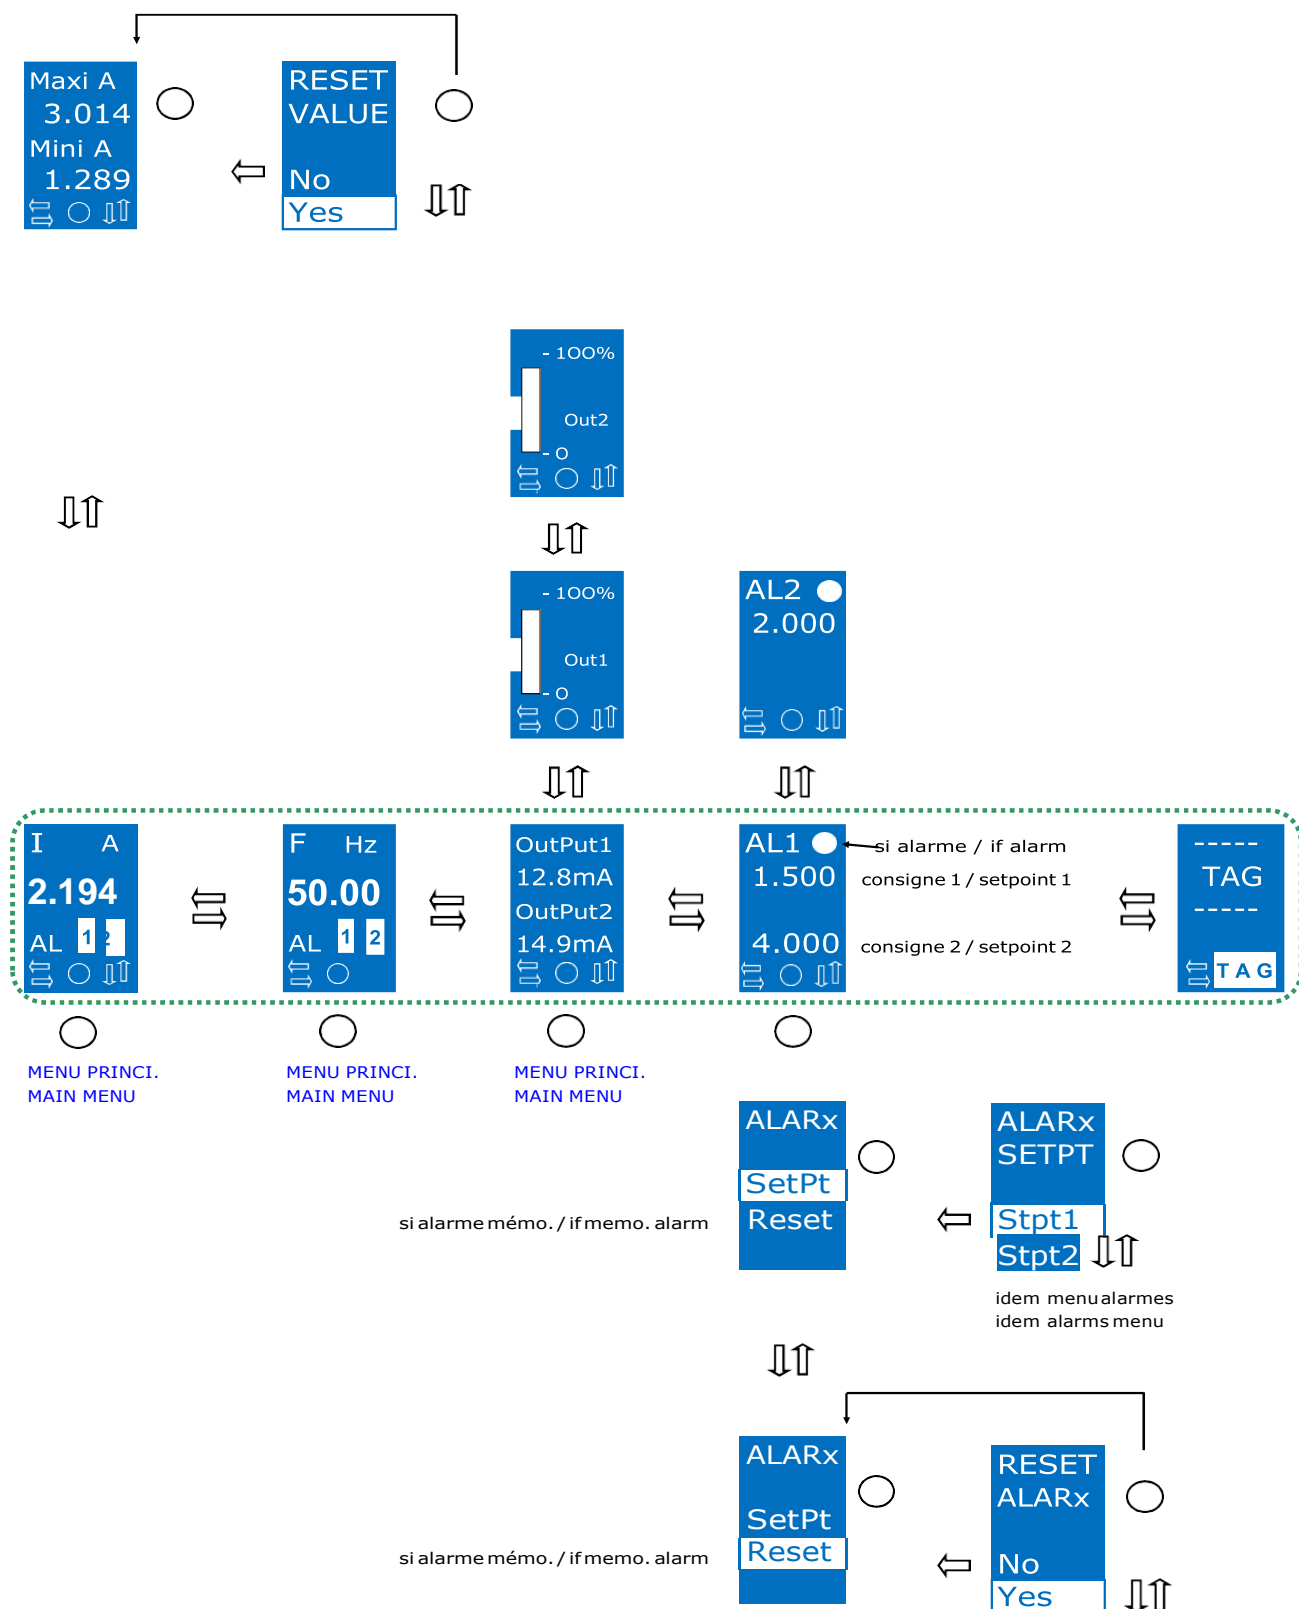 Maxi A
3.014
Mini A
1.289
RESET
VALUE
No
Yes
- 100%
Out2
- 0
- 100%
Out1
- 0
AL2
2.000
I A
2.194
AL 1 2
F Hz
50.00
AL 1 2
OutPut1
12.8mA
OutPut2
14.9mA
AL1
1.500
4.000
si alarme / if alarm
consigne 1 / setpoint 1
consigne 2 / setpoint 2
-----
TAG
-----
TAG
MENU PRINCI.
MAIN MENU
MENU PRINCI.
MAIN MENU
MENU PRINCI.
MAIN MENU
ALARx
SetPt
Reset
si alarme mémo. / if memo. alarm
ALARx
SETPT
Stpt1
Stpt2
idem menu alarmes
idem alarms menu
ALARx
SetPt
Reset
si alarme mémo. / if memo. alarm
RESET
ALARx
No
Yes